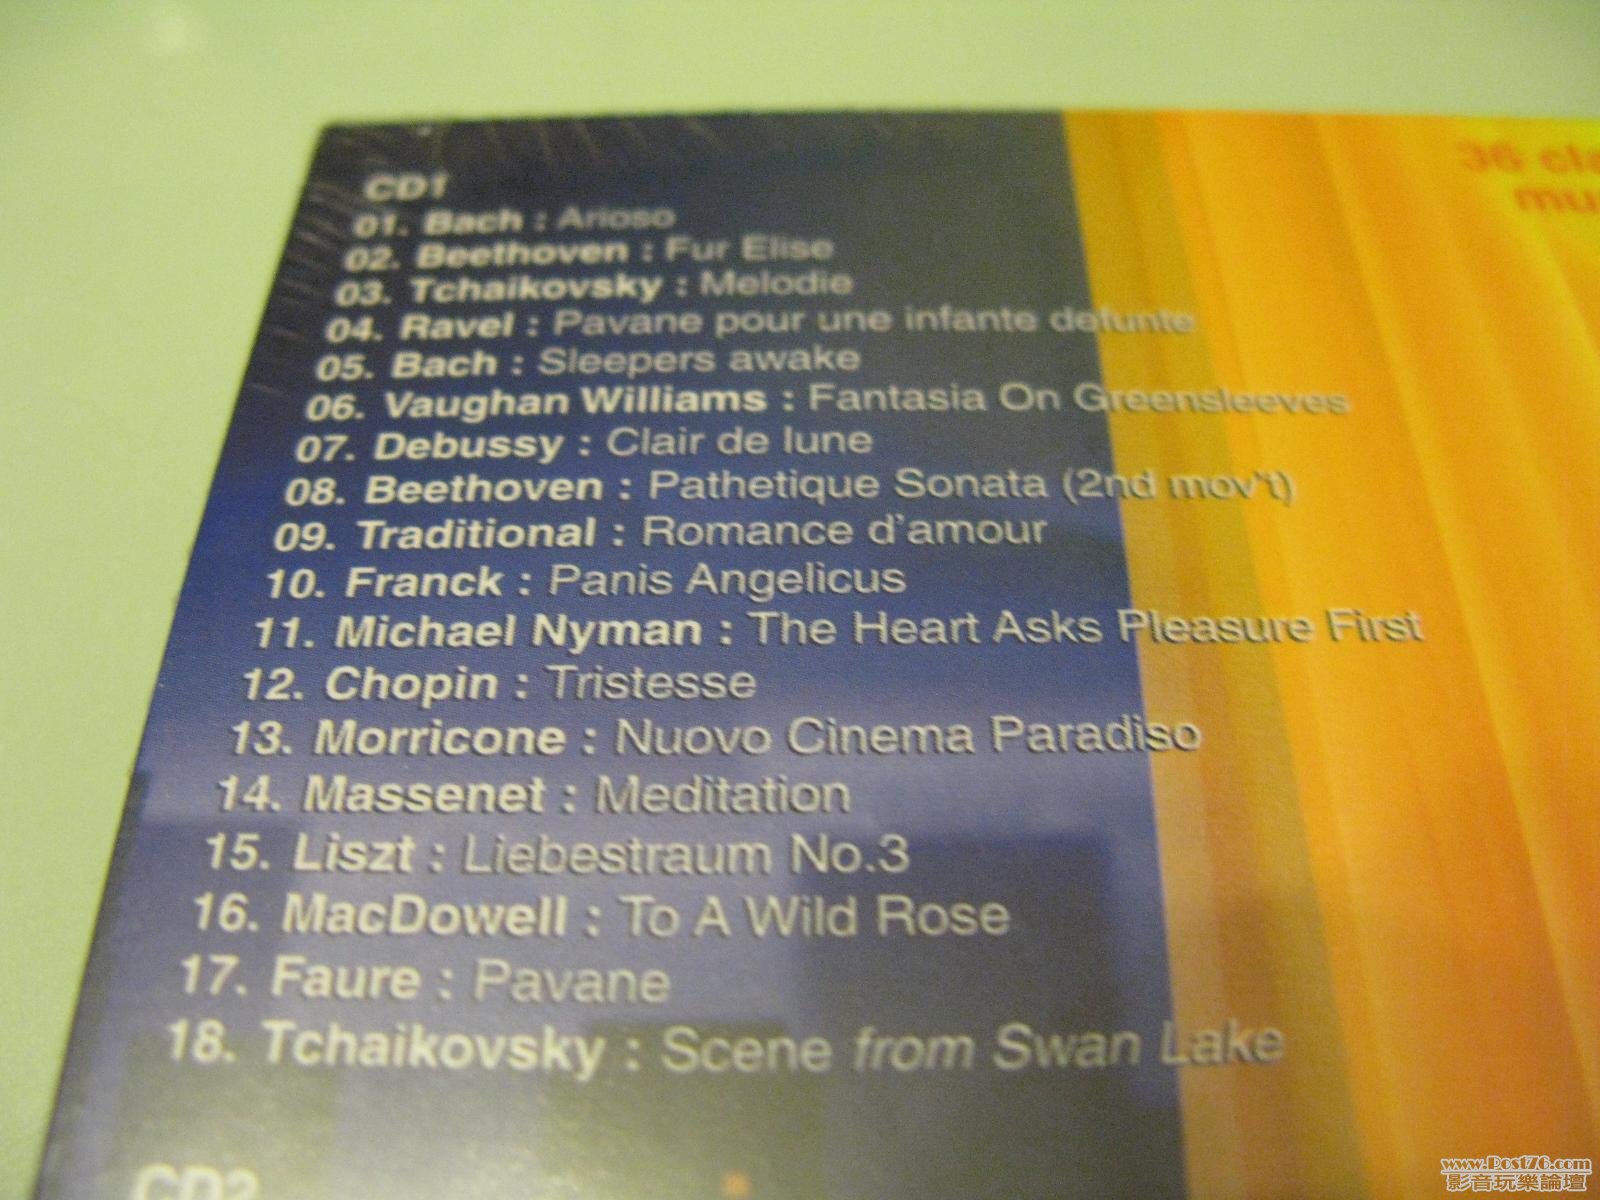 CD1
01. Bach : Arioso
02. Beethoven : Fur Elise
03. Tchaikovsky : Melodie
04. Ravel : Pavane pour une infante defunte
05. Bach : Sleepers awake
06. Vaughan Williams : Fantasia On Greensleeves
07. Debussy : Clair de lune
08. Beethoven : Pathetique Sonata (2nd mov't)
09. Traditional : Romance d'amour
10. Franck : Panis Angelicus
11. Michael Nyman : The Heart Asks Pleasure First
12. Chopin : Tristesse
13. Morricone : Nuovo Cinema Paradiso
14. Massenet : Meditation
15. Liszt : Liebestraum No.3
16. MacDowell : To A Wild Rose
17. Faure : Pavane
18. Tchaikovsky : Scene from Swan Lake
CD2
36
www.Post76.com
影音玩樂論壇